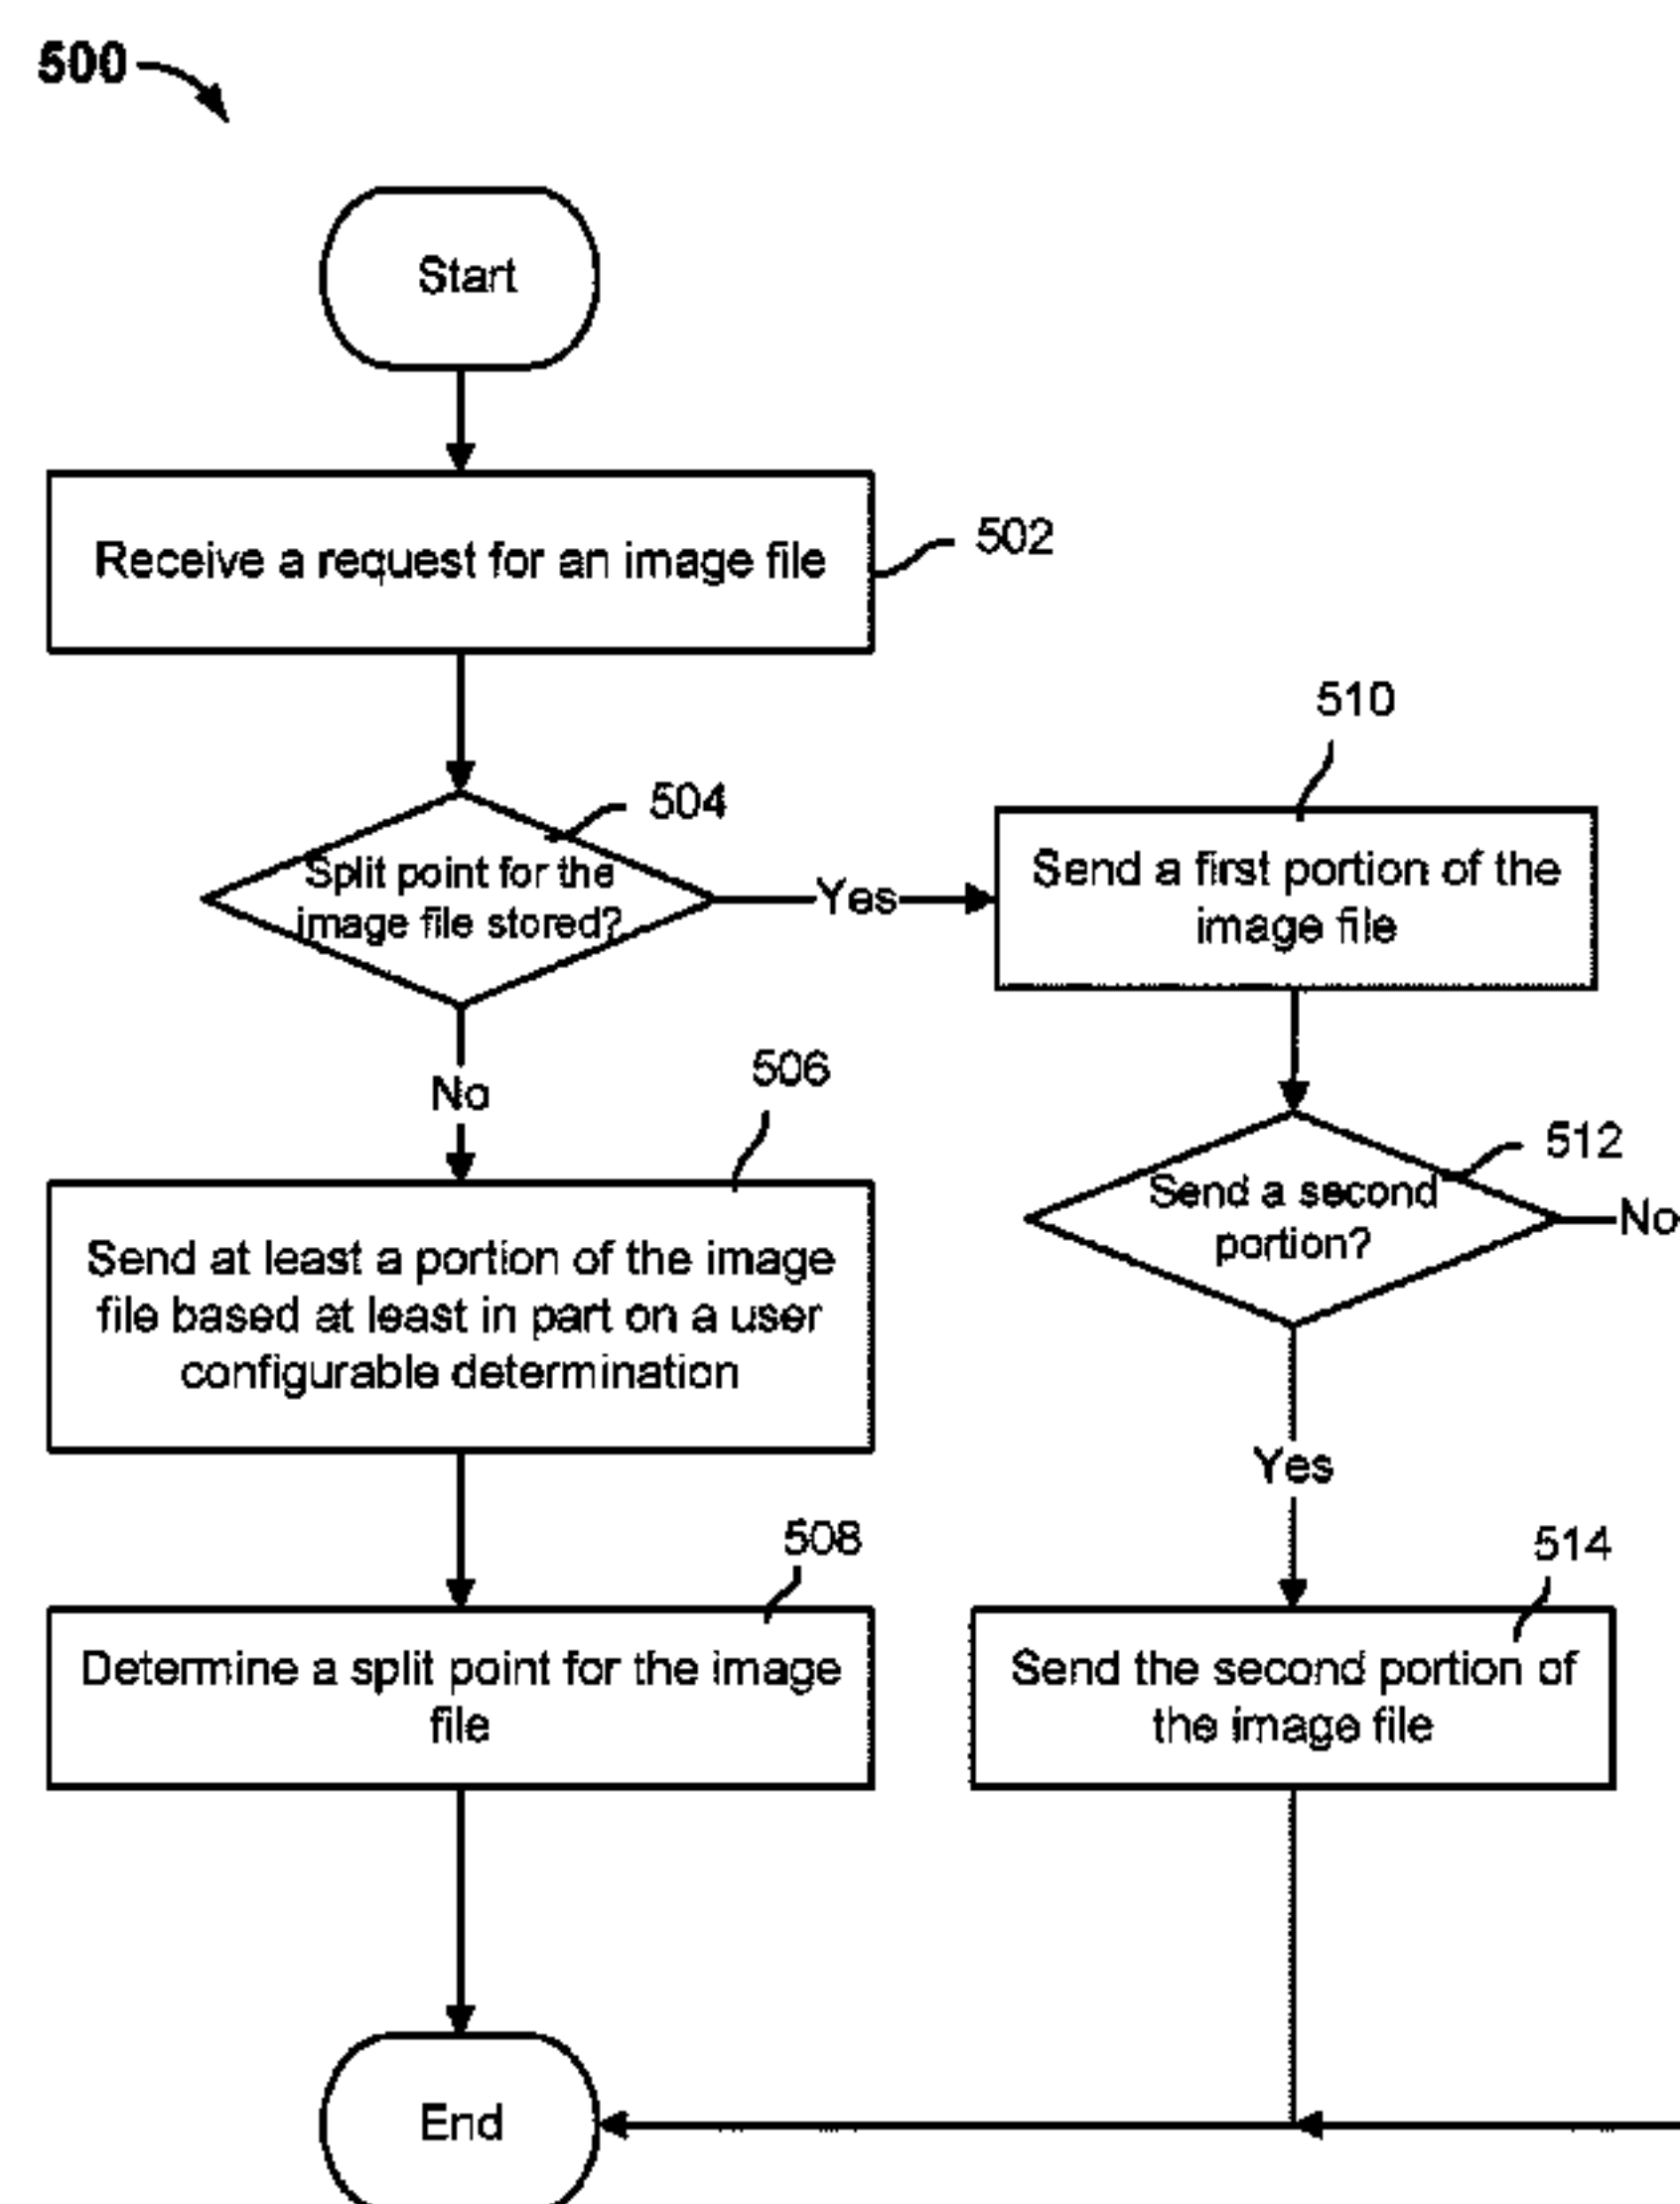 500
Start
Receive a request for an image file
502
504
Split point for the
image file stored?
Yes
510
Send a first portion of the
image file
No
506
Send at least a portion of the image
file based at least in part on a user
configurable determination
512
Send a second
portion?
No
Yes
508
Determine a split point for the image
file
514
Send the second portion of
the image file
End